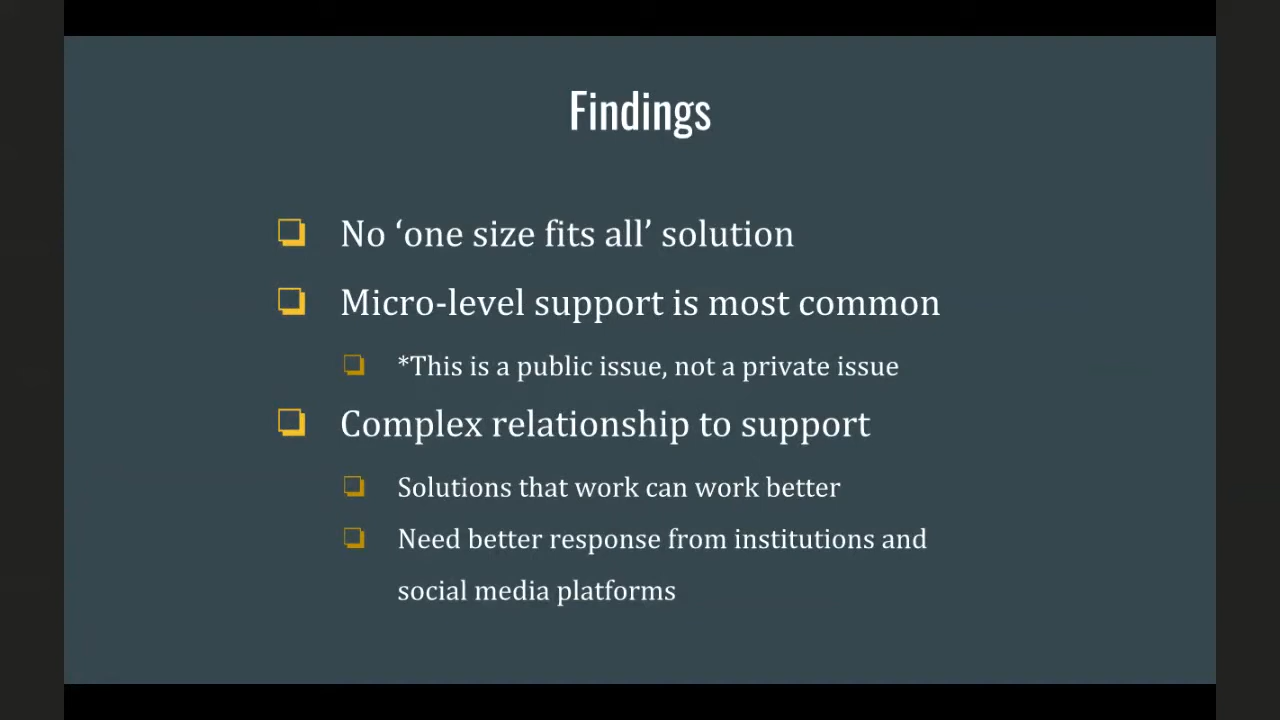 Findings
No ‘one size fits all’ solution
Micro-level support is most common
*This is a public issue, not a private issue
Complex relationship to support
Solutions that work can work better
Need better response from institutions and
social media platforms